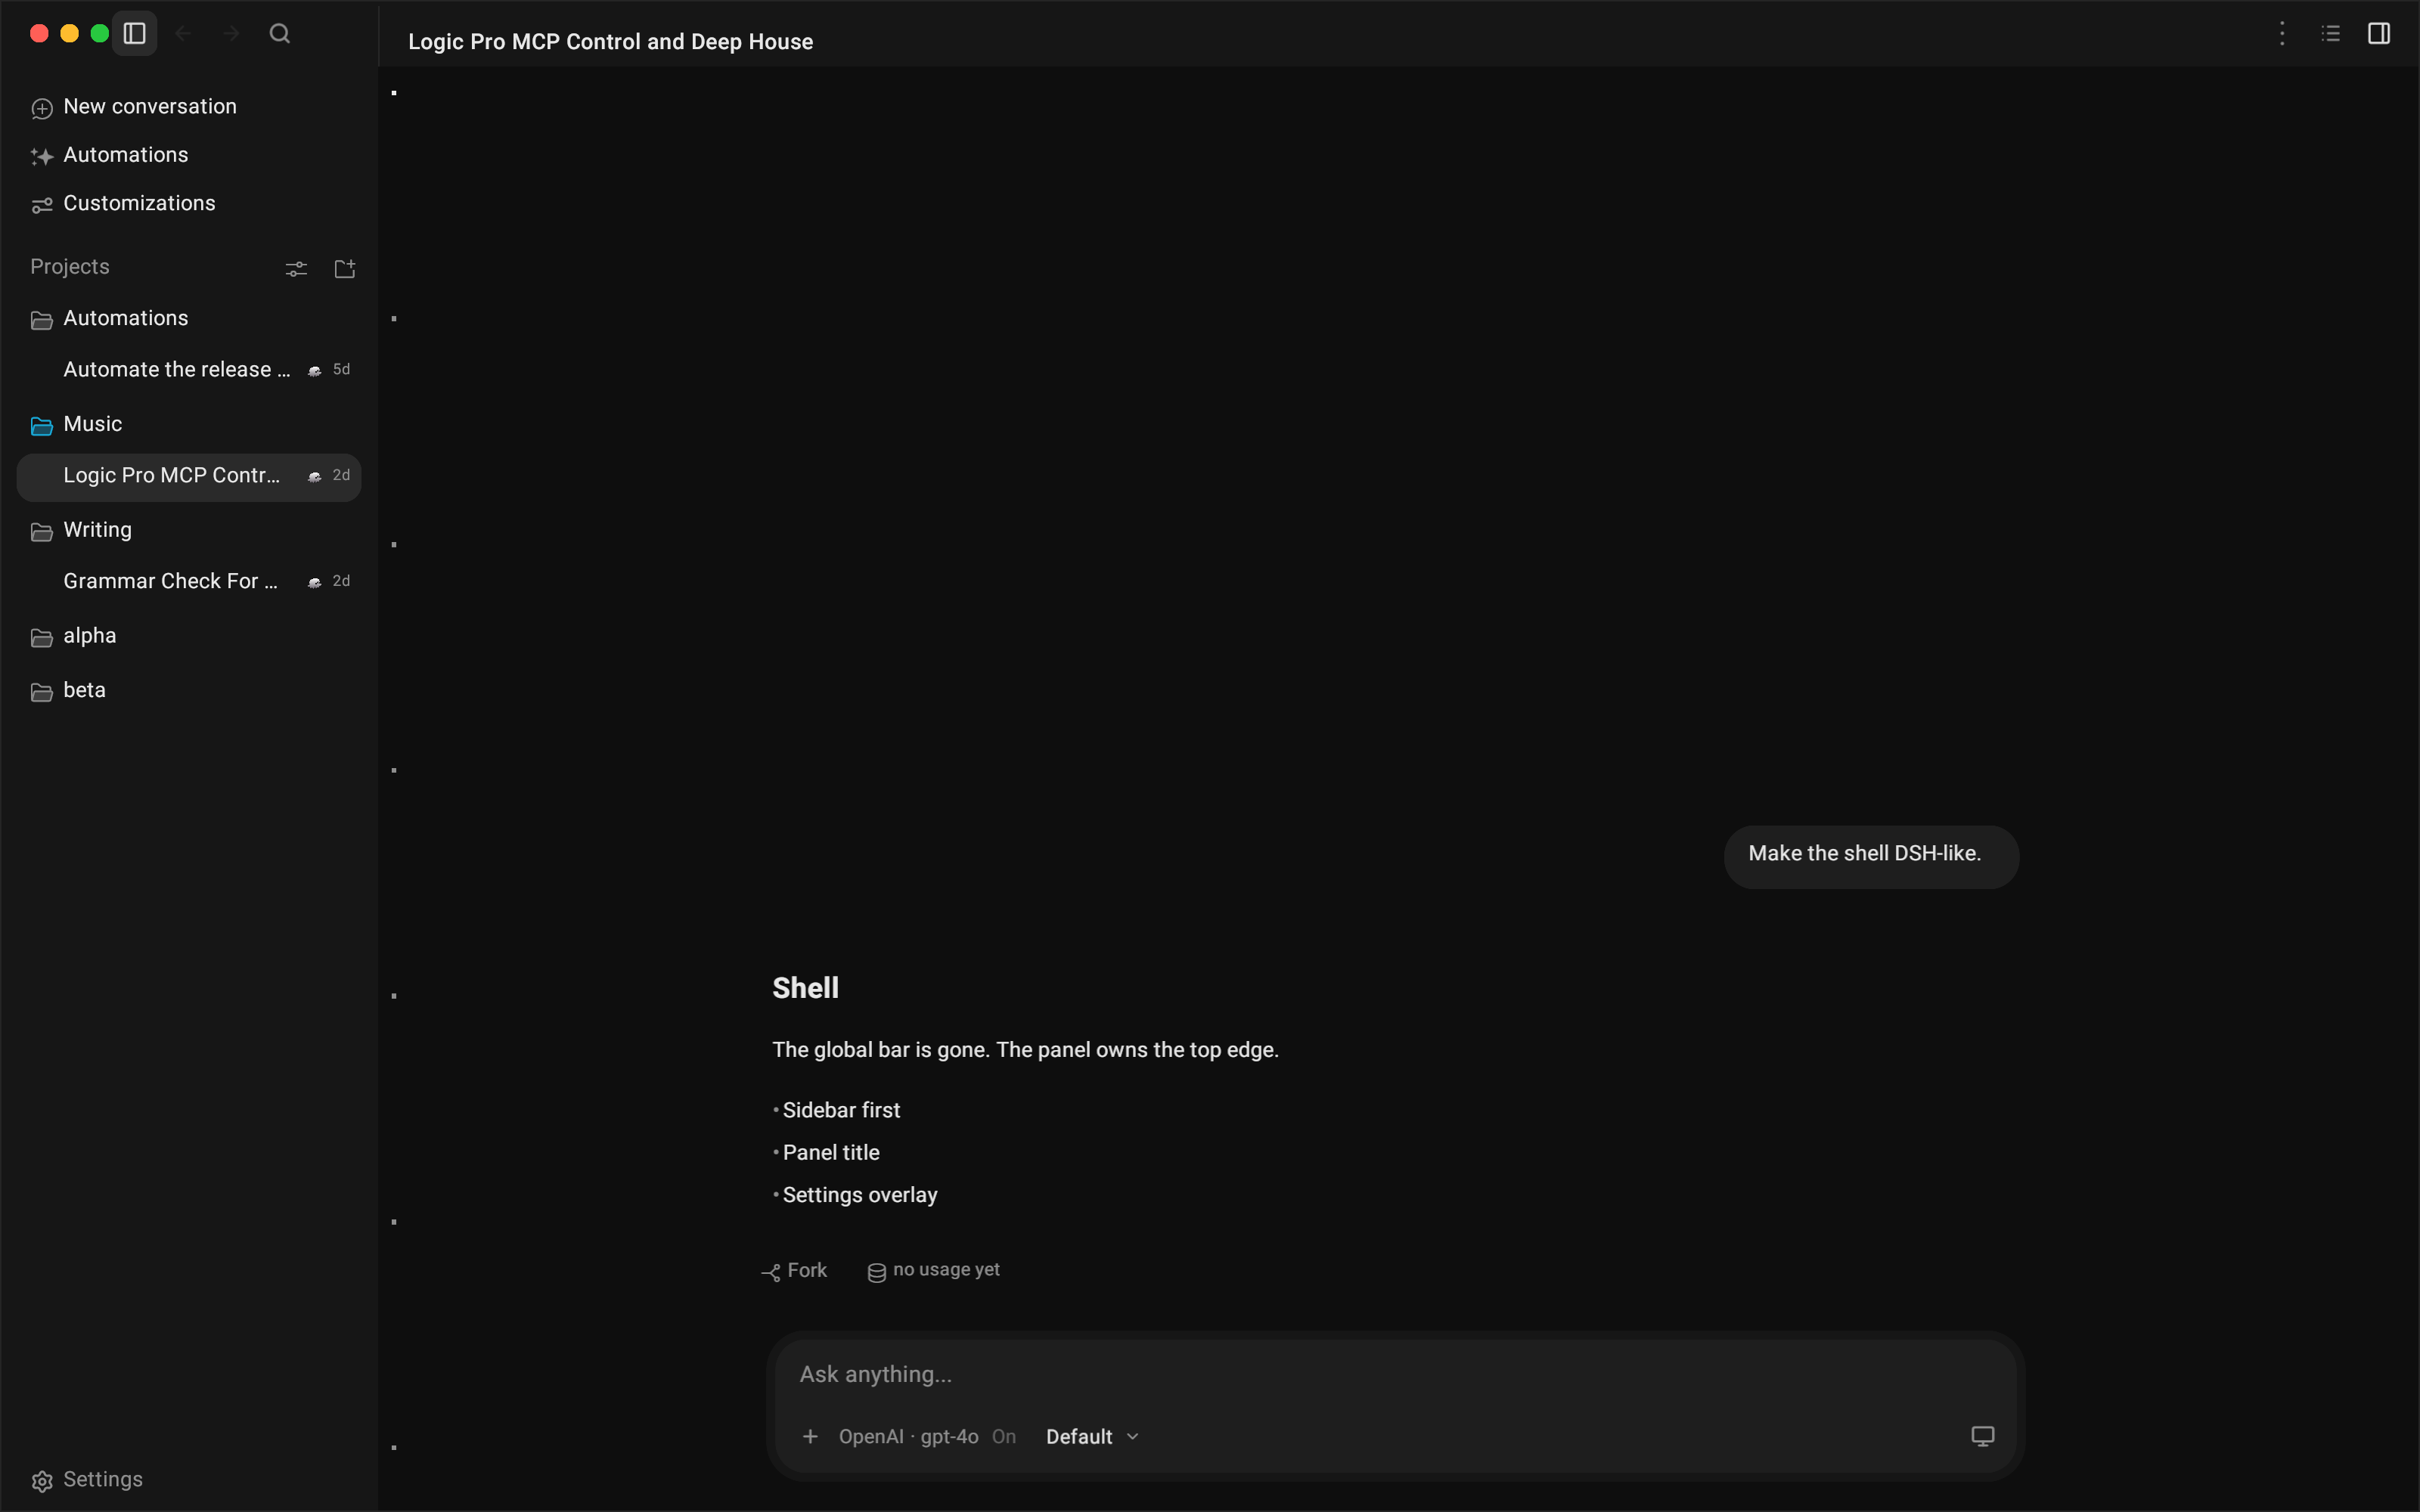 Logic Pro MCP Control and Deep House
New conversation
Automations
Customizations
Projects
Automations
Automate the release ... 5d
Music
Logic Pro MCP Contr... 2d
Writing
Grammar Check For ... 2d
alpha
beta
Settings
Make the shell DSH-like.
Shell
The global bar is gone. The panel owns the top edge.
• Sidebar first
• Panel title
• Settings overlay
Fork no usage yet
Ask anything...
+ OpenAI · gpt-4o On Default